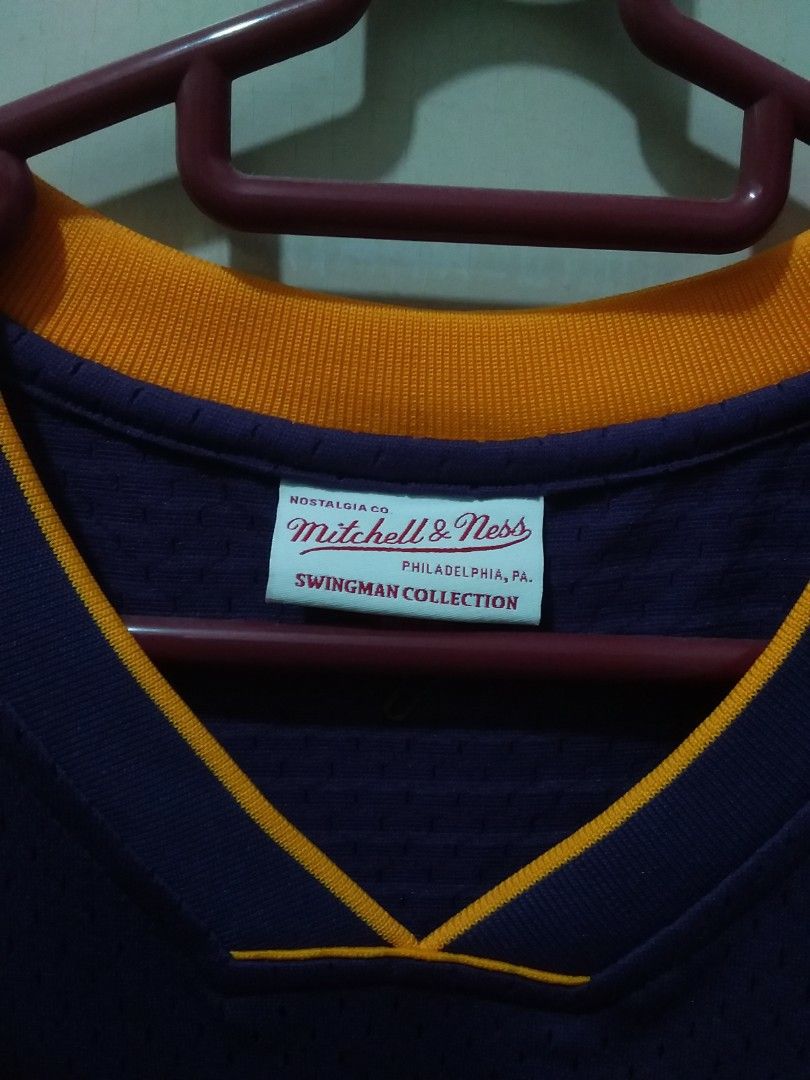 NOSTALGIA CO.
Mitchell & Ness
PHILADELPHIA, PA.
SWINGMAN COLLECTION